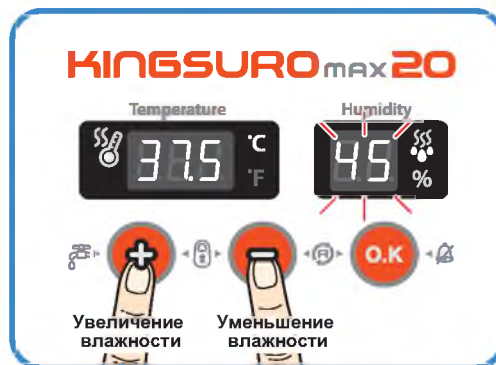 KINGSURO max 20
Temperature Humidity
37.5 °C °F 45 %
+ - R O.K
Увеличение влажности
Уменьшение влажности